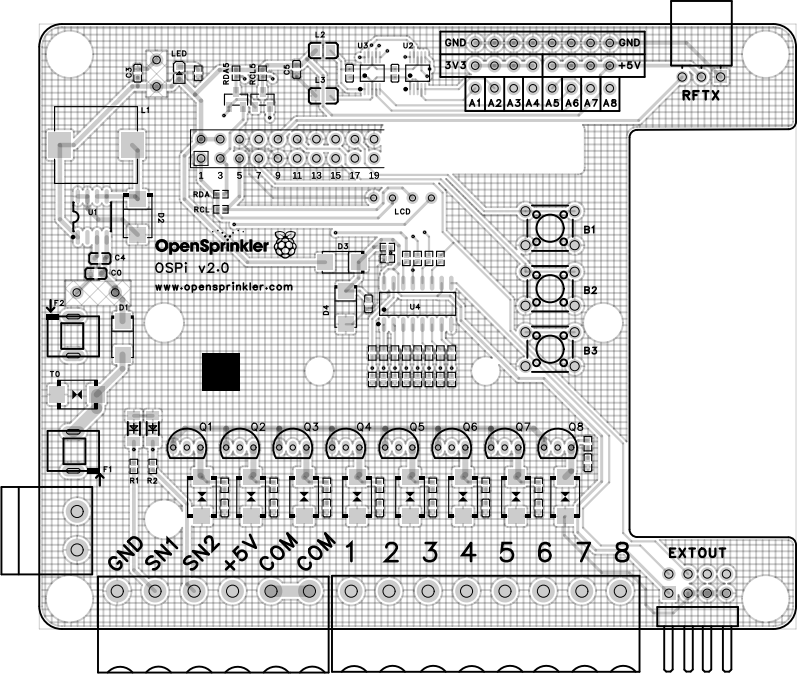 L2
LED
U3
U2
GND
GND
C3
RDA5
RCL5
C5
3V3
+5V
L3
A1
A2
A3
A4
A5
A6
A7
A8
RFTX
L1
1 3 5 7 9 11 13 15 17 19
RDA
RCL
LCD
U1
D2
B1
OpenSprinkler
D3
C4
OSPi v2.0
C0
www.opensprinkler.com
B2
F2
D1
D4
U4
B3
T0
Q1 Q2 Q3 Q4 Q5 Q6 Q7 Q8
F1
R1
R2
GND SN1 SN2 +5V COM COM 1 2 3 4 5 6 7 8
EXTOUT